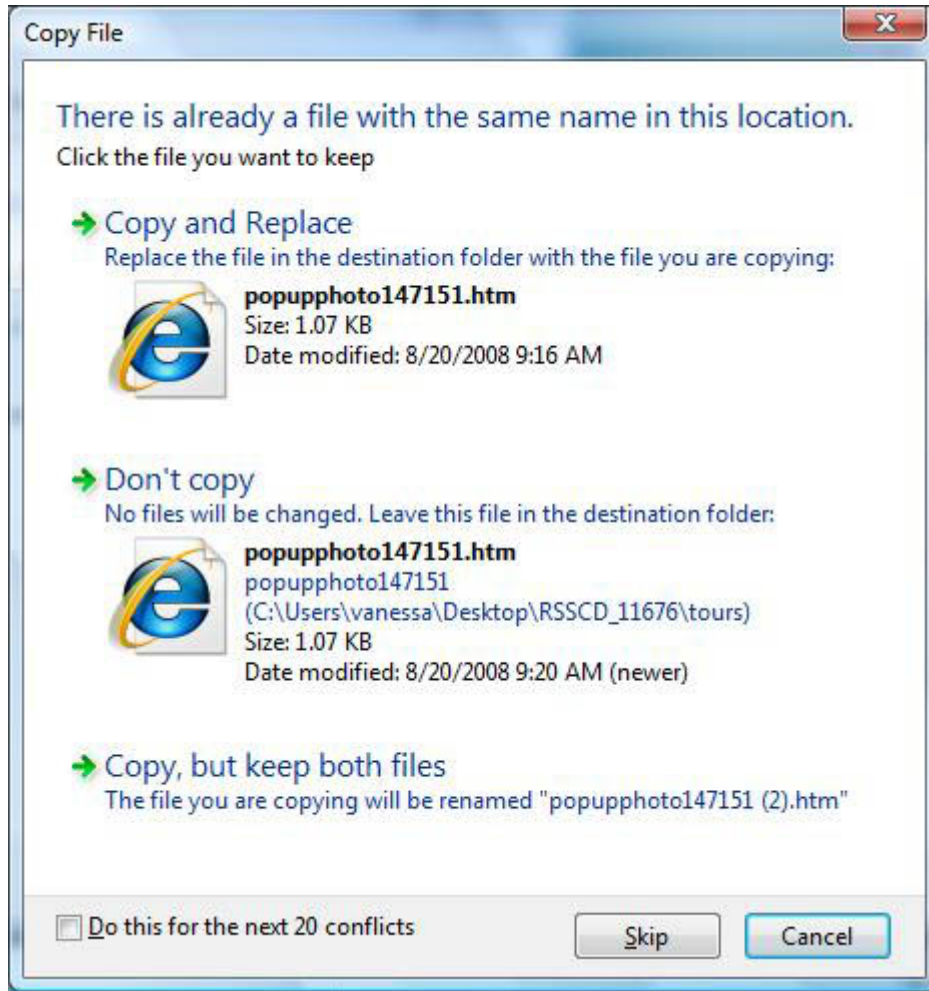 Copy File
There is already a file with the same name in this location.
Click the file you want to keep
Copy and Replace
Replace the file in the destination folder with the file you are copying:
popupphoto147151.htm
Size: 1.07 KB
Date modified: 8/20/2008 9:16 AM
Don't copy
No files will be changed. Leave this file in the destination folder:
popupphoto147151.htm
popupphoto147151
(C:\Users\vanessa\Desktop\RSSCD_11676\tours)
Size: 1.07 KB
Date modified: 8/20/2008 9:20 AM (newer)
Copy, but keep both files
The file you are copying will be renamed "popupphoto147151 (2).htm"
Do this for the next 20 conflicts
Skip
Cancel